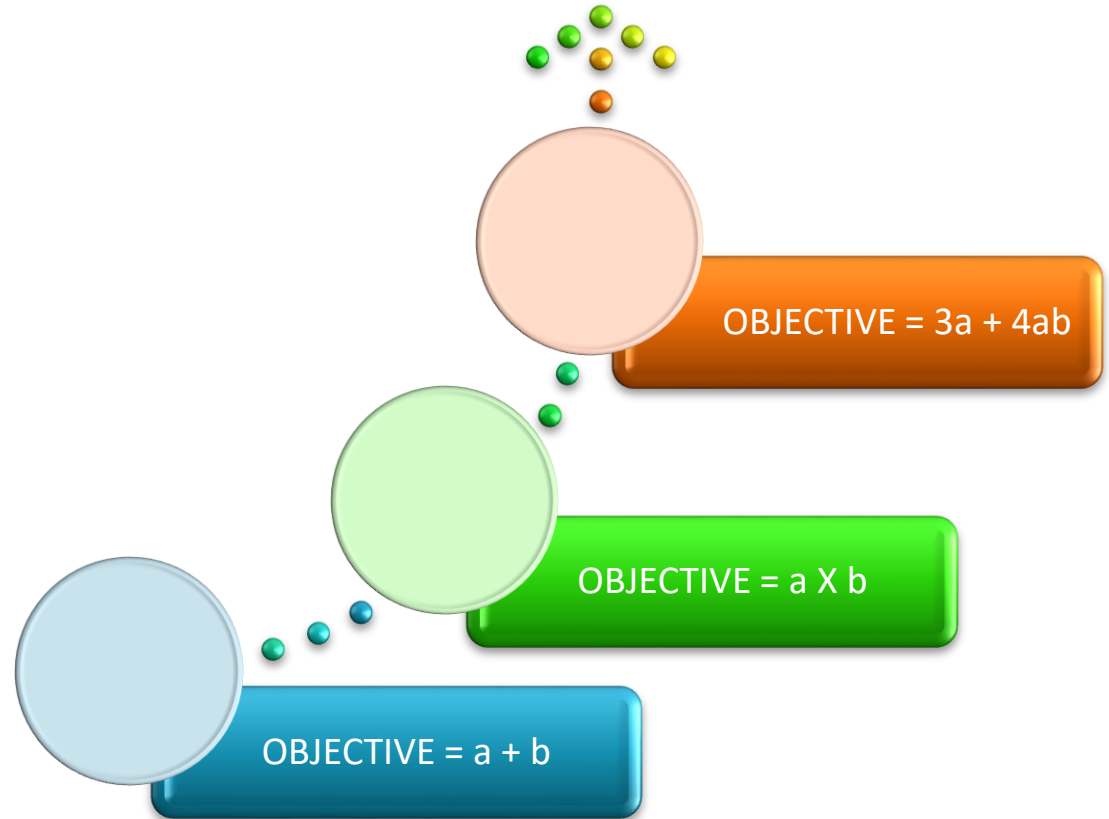 OBJECTIVE = 3a + 4ab
OBJECTIVE = a X b
OBJECTIVE = a + b